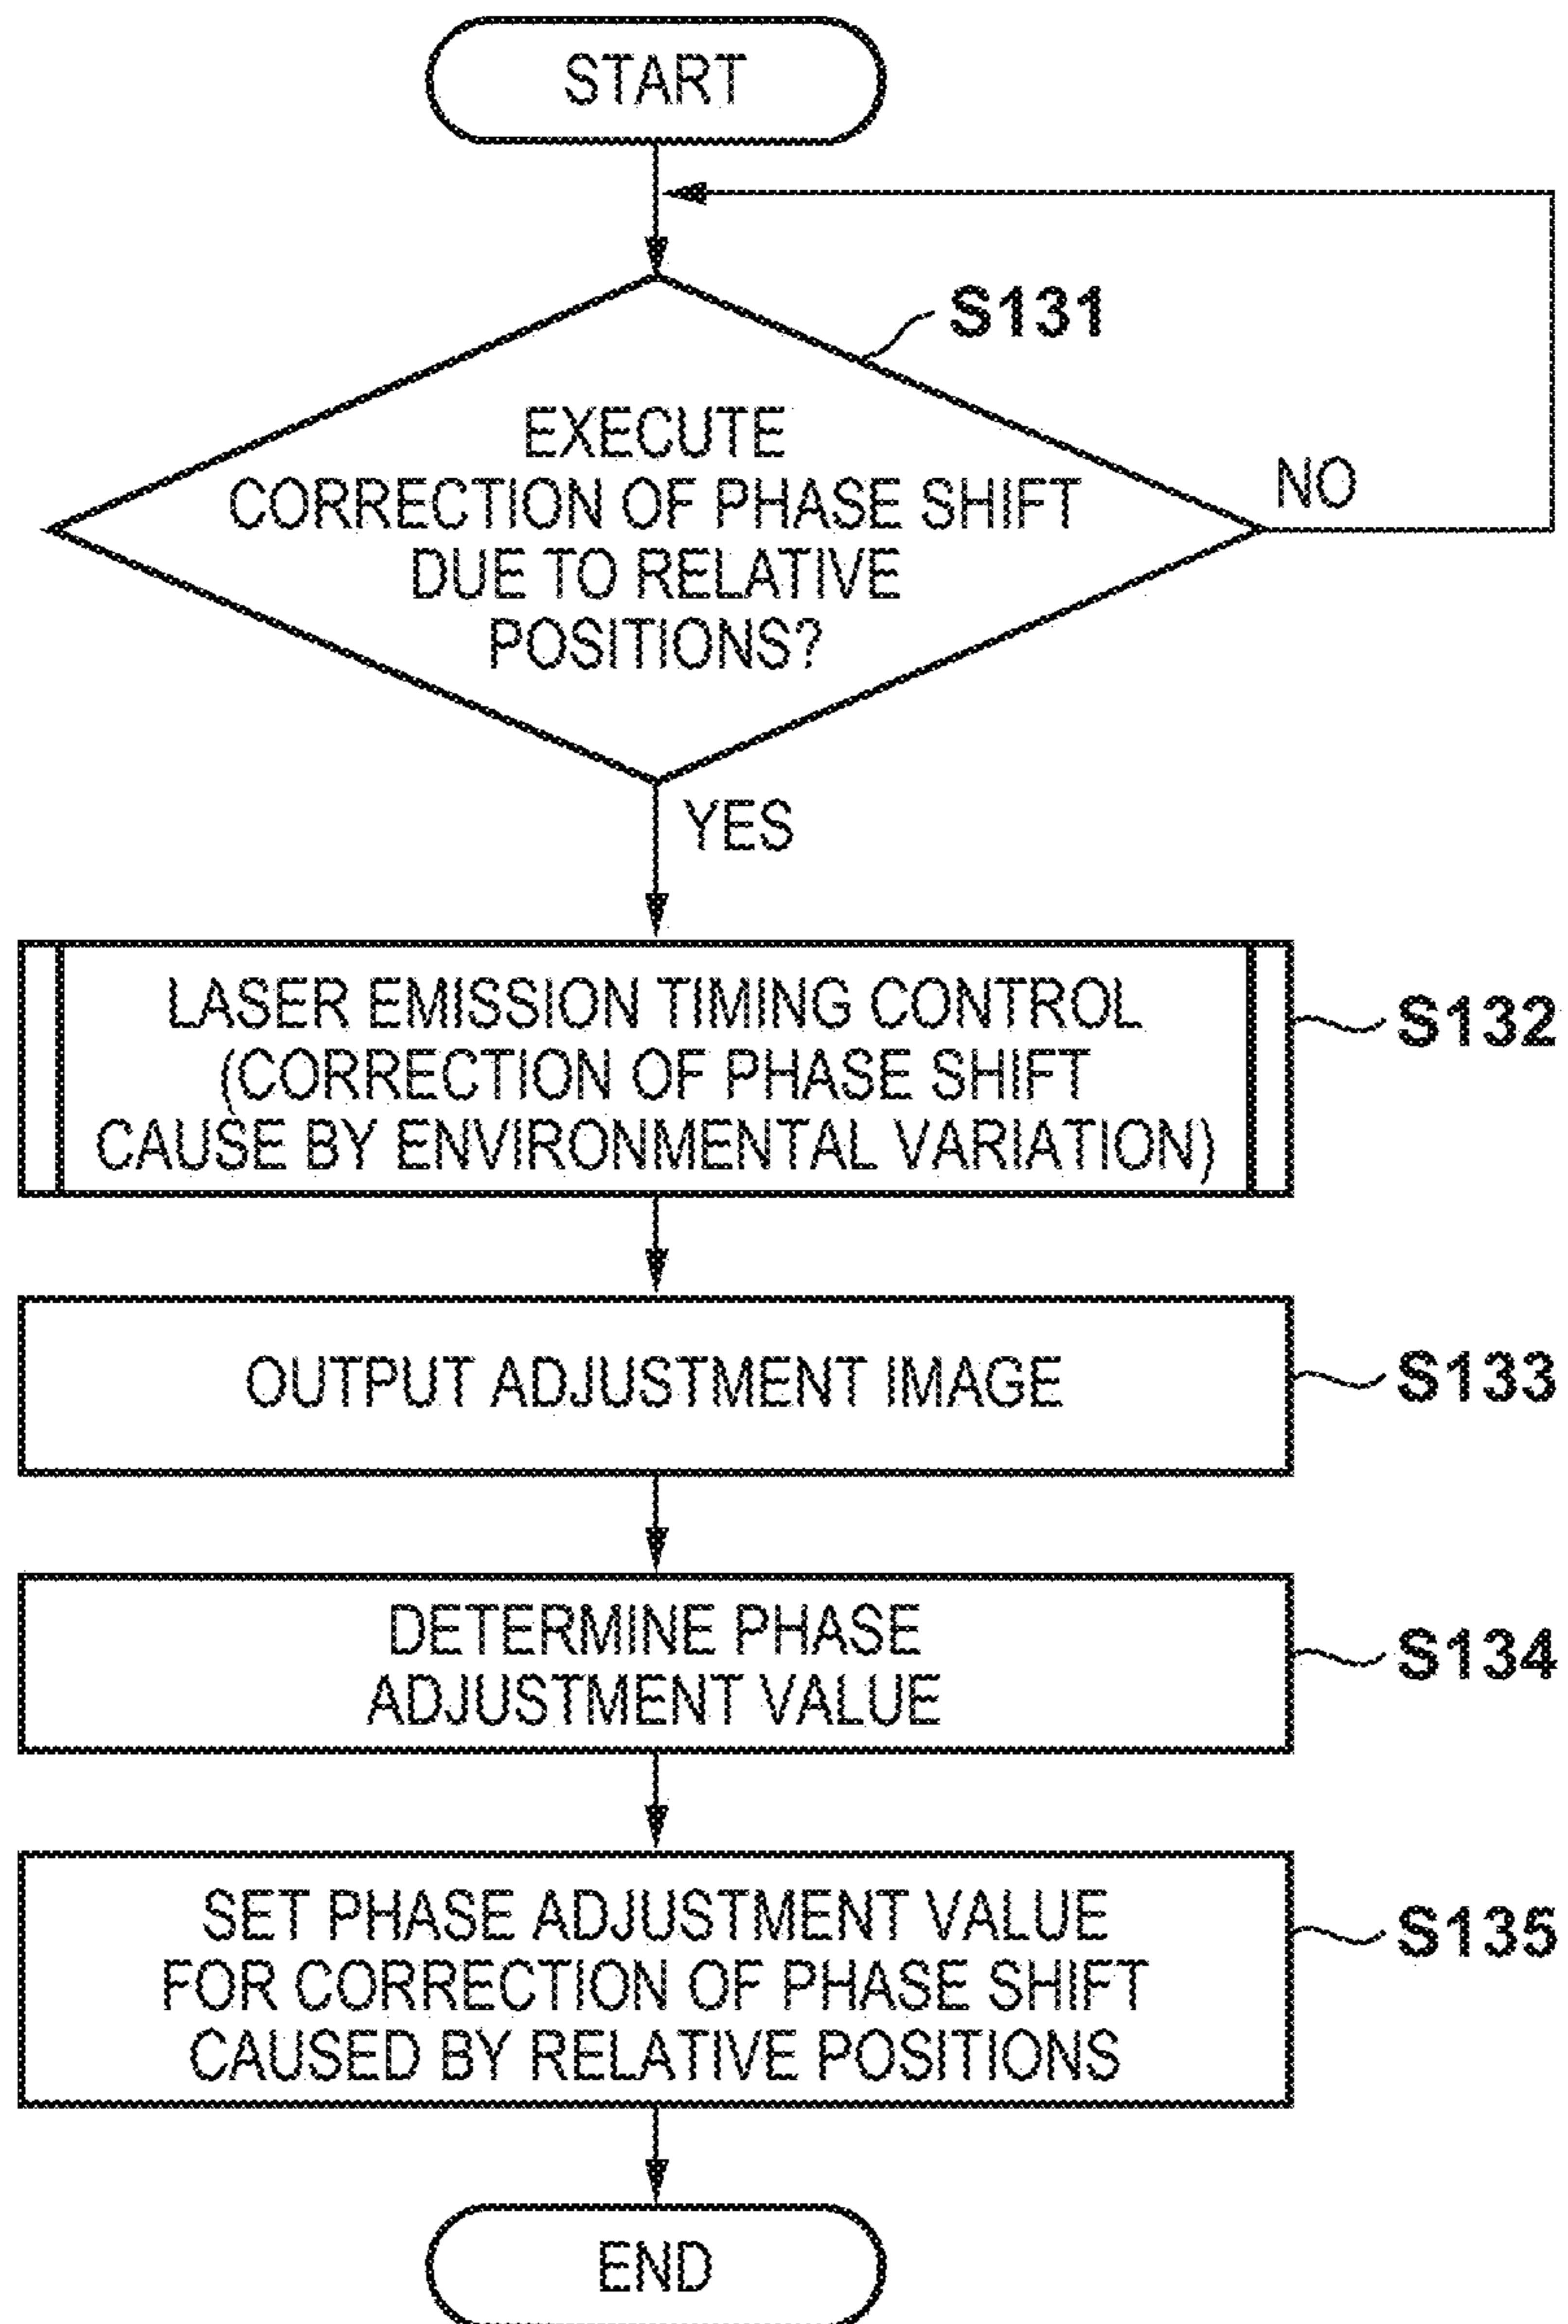 START
S131
EXECUTE
CORRECTION OF PHASE SHIFT
DUE TO RELATIVE
POSITIONS?
NO
YES
LASER EMISSION TIMING CONTROL
(CORRECTION OF PHASE SHIFT
CAUSE BY ENVIRONMENTAL VARIATION)
S132
OUTPUT ADJUSTMENT IMAGE
S133
DETERMINE PHASE
ADJUSTMENT VALUE
S134
SET PHASE ADJUSTMENT VALUE
FOR CORRECTION OF PHASE SHIFT
CAUSED BY RELATIVE POSITIONS
S135
END